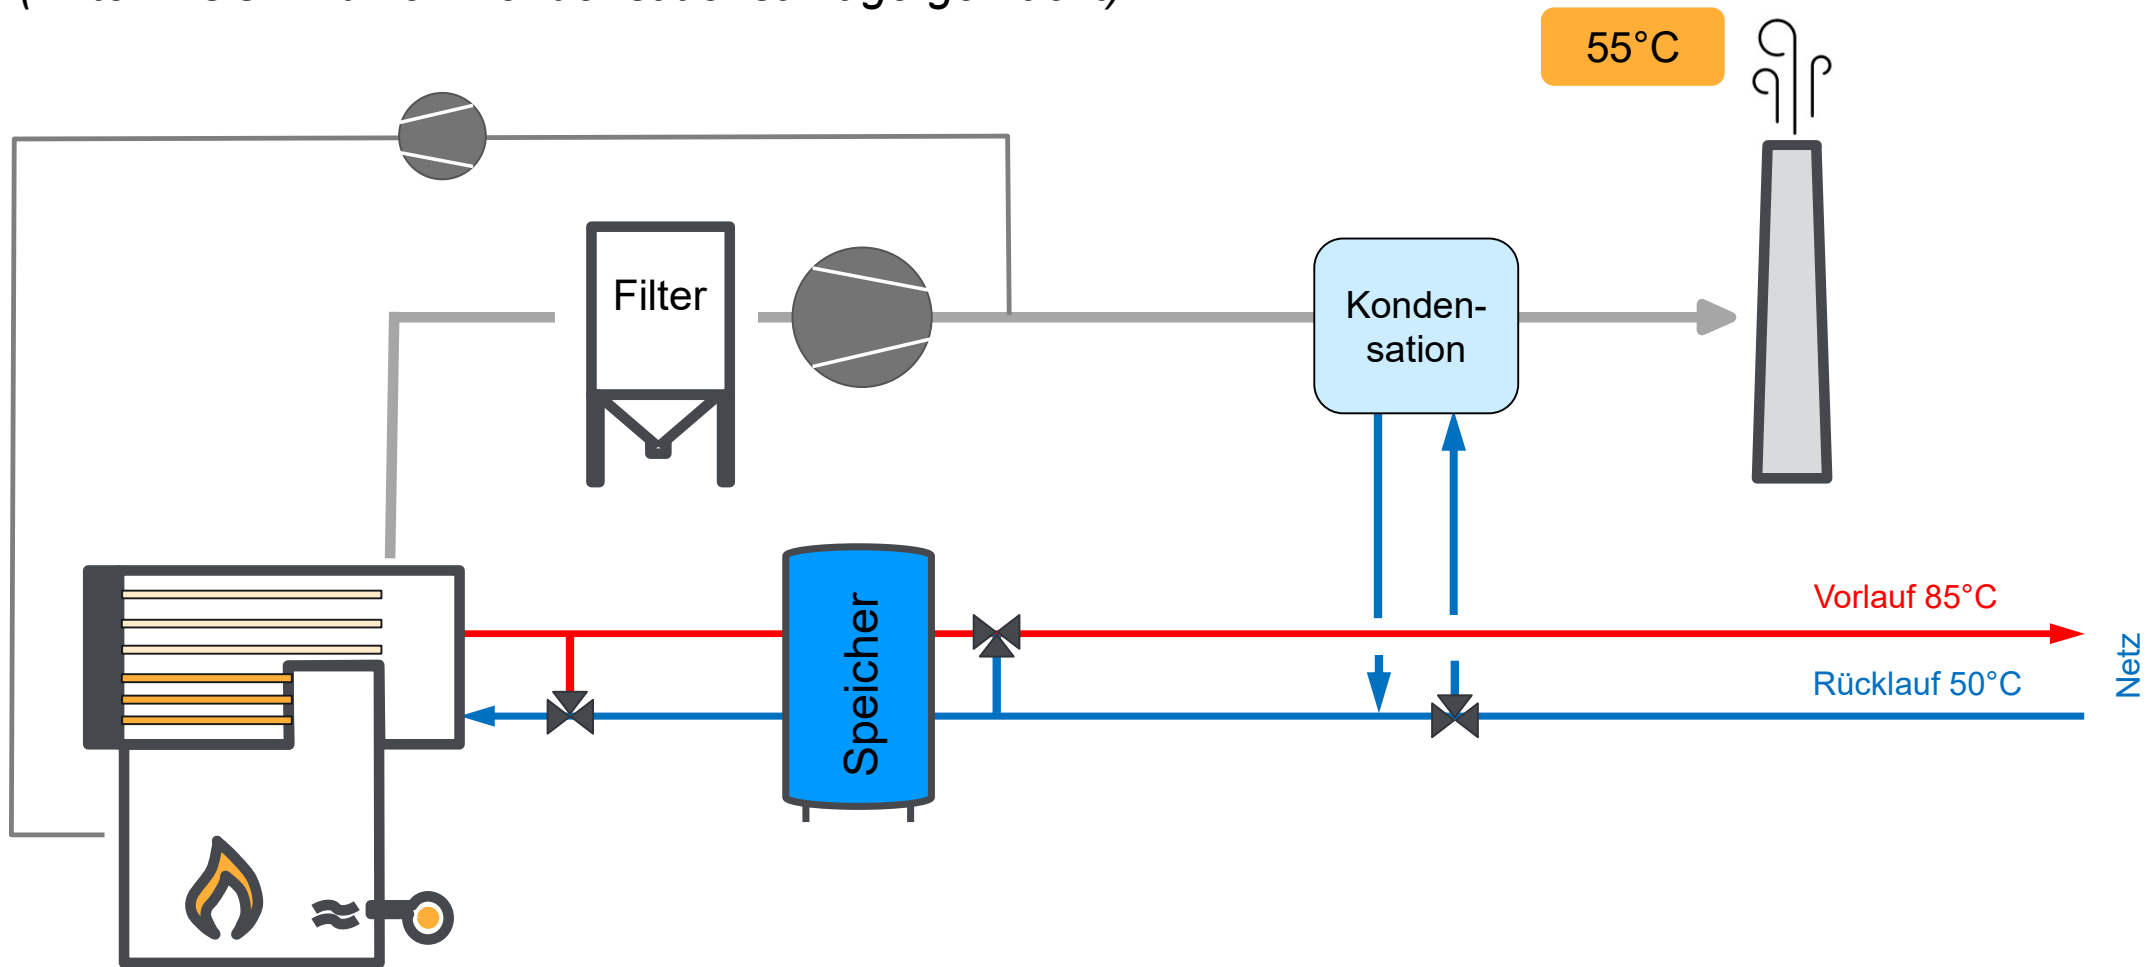 55°C
Filter
Konden-
sation
Speicher
Vorlauf 85°C
Rücklauf 50°C
Netz